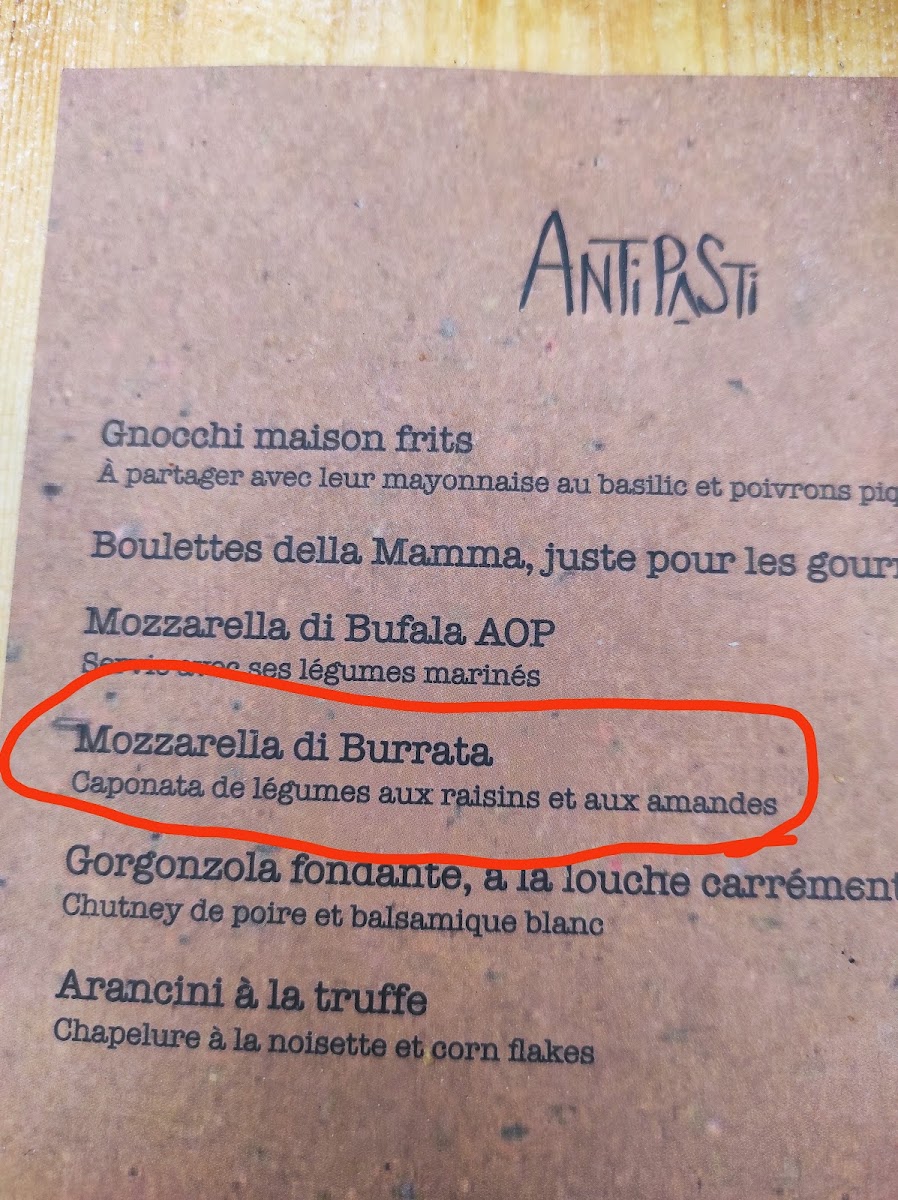 ANTiPASTi
Gnocchi maison frits
À partager avec leur mayonnaise au basilic et poivrons
Boulettes della Mamma, juste pour les
Mozzarella di Bufala AOP
ses légumes marinés
Mozzarella di Burrata
Caponata de légumes aux raisins et aux amandes
Gorgonzola fondante, à la louche carrément
Chutney de poire et balsamique blanc
Arancini à la truffe
Chapelure à la noisette et corn flakes